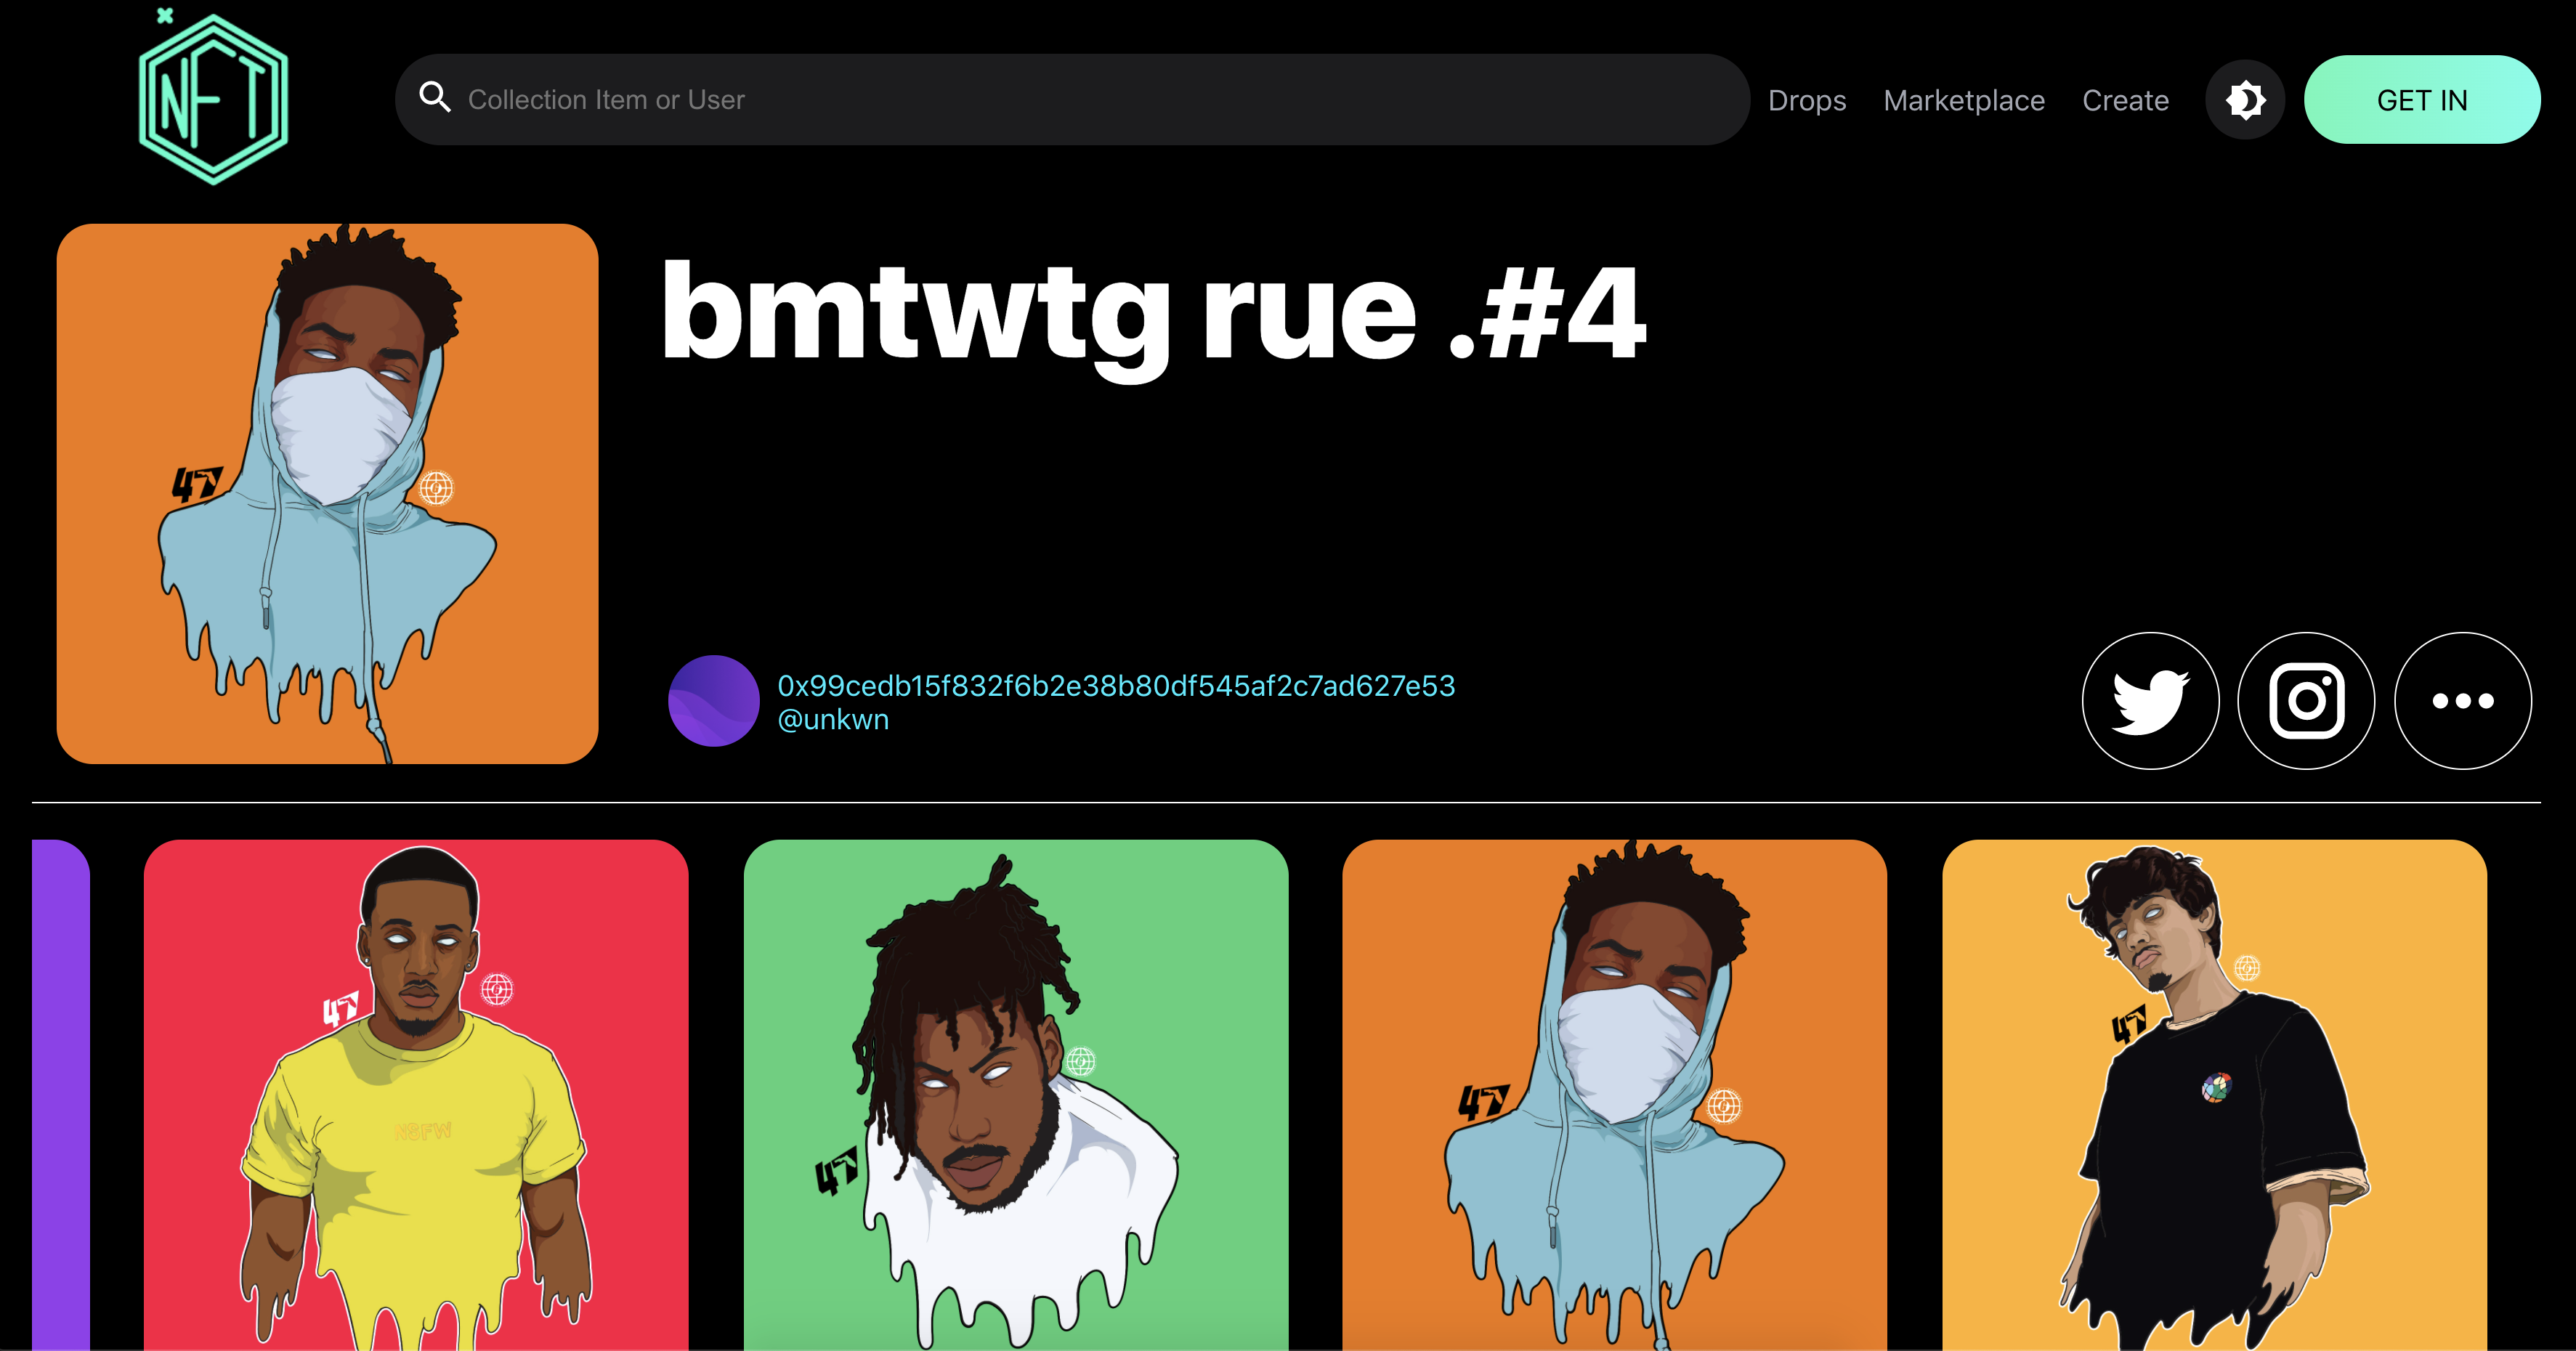 NFT
Collection Item or User
Drops
Marketplace
Create
GET IN
bmtwtg rue .#4
47
0x99cedb15f832f6b2e38b80df545af2c7ad627e53
@unkwn
47
NSFW
47
47
47